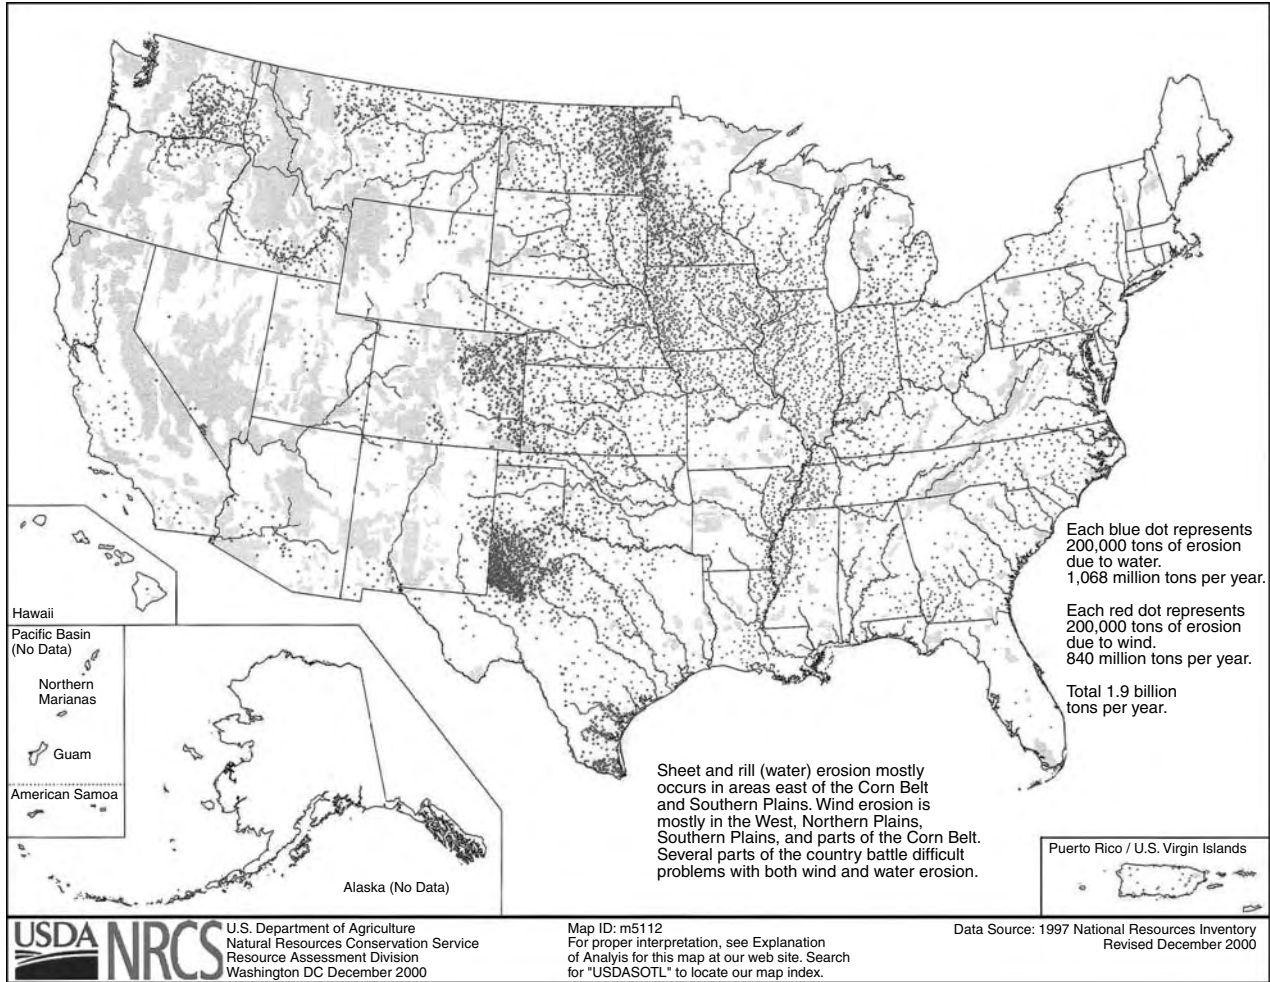 Each blue dot represents
200,000 tons of erosion
due to water.
1,068 million tons per year.
Each red dot represents
200,000 tons of erosion
due to wind.
840 million tons per year.
Total 1.9 billion
tons per year.
Hawaii
Pacific Basin
(No Data)
Northern
Marianas
Guam
American Samoa
Alaska (No Data)
Sheet and rill (water) erosion mostly
occurs in areas east of the Corn Belt
and Southern Plains. Wind erosion is
mostly in the West, Northern Plains,
Southern Plains, and parts of the Corn Belt.
Several parts of the country battle difficult
problems with both wind and water erosion.
Puerto Rico / U.S. Virgin Islands
USDA NRCS
U.S. Department of Agriculture
Natural Resources Conservation Service
Resource Assessment Division
Washington DC December 2000
Map ID: m5112
For proper interpretation, see Explanation
of Analyis for this map at our web site. Search
for "USDASOTL" to locate our map index.
Data Source: 1997 National Resources Inventory
Revised December 2000